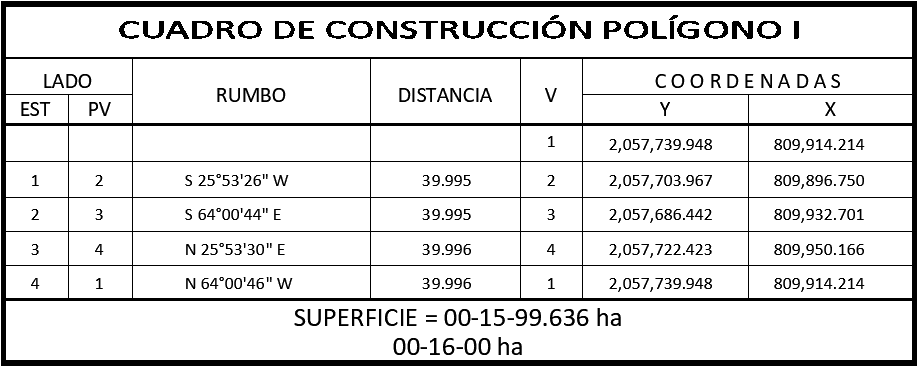 CUADRO DE CONSTRUCCIÓN POLÍGONO I
LADO RUMBO DISTANCIA V C O O R D E N A D A S
EST PV Y X
1 2,057,739.948 809,914.214
1 2 S 25°53'26" W 39.995 2 2,057,703.967 809,896.750
2 3 S 64°00'44" E 39.995 3 2,057,686.442 809,932.701
3 4 N 25°53'30" E 39.996 4 2,057,722.423 809,950.166
4 1 N 64°00'46" W 39.996 1 2,057,739.948 809,914.214
SUPERFICIE = 00-15-99.636 ha
00-16-00 ha